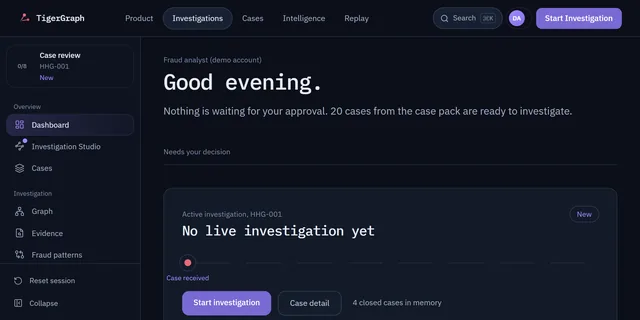 TigerGraph
Product Investigations Cases Intelligence Replay
Search ⌘K
DA
Start Investigation
0/8
Case review
HHG-001
New
Overview
Dashboard
Investigation Studio
Cases
Investigation
Graph
Evidence
Fraud patterns
Reset session
Collapse
Fraud analyst (demo account)
Good evening.
Nothing is waiting for your approval. 20 cases from the case pack are ready to investigate.
Needs your decision
Active investigation, HHG-001
New
No live investigation yet
Case received
Start investigation Case detail 4 closed cases in memory